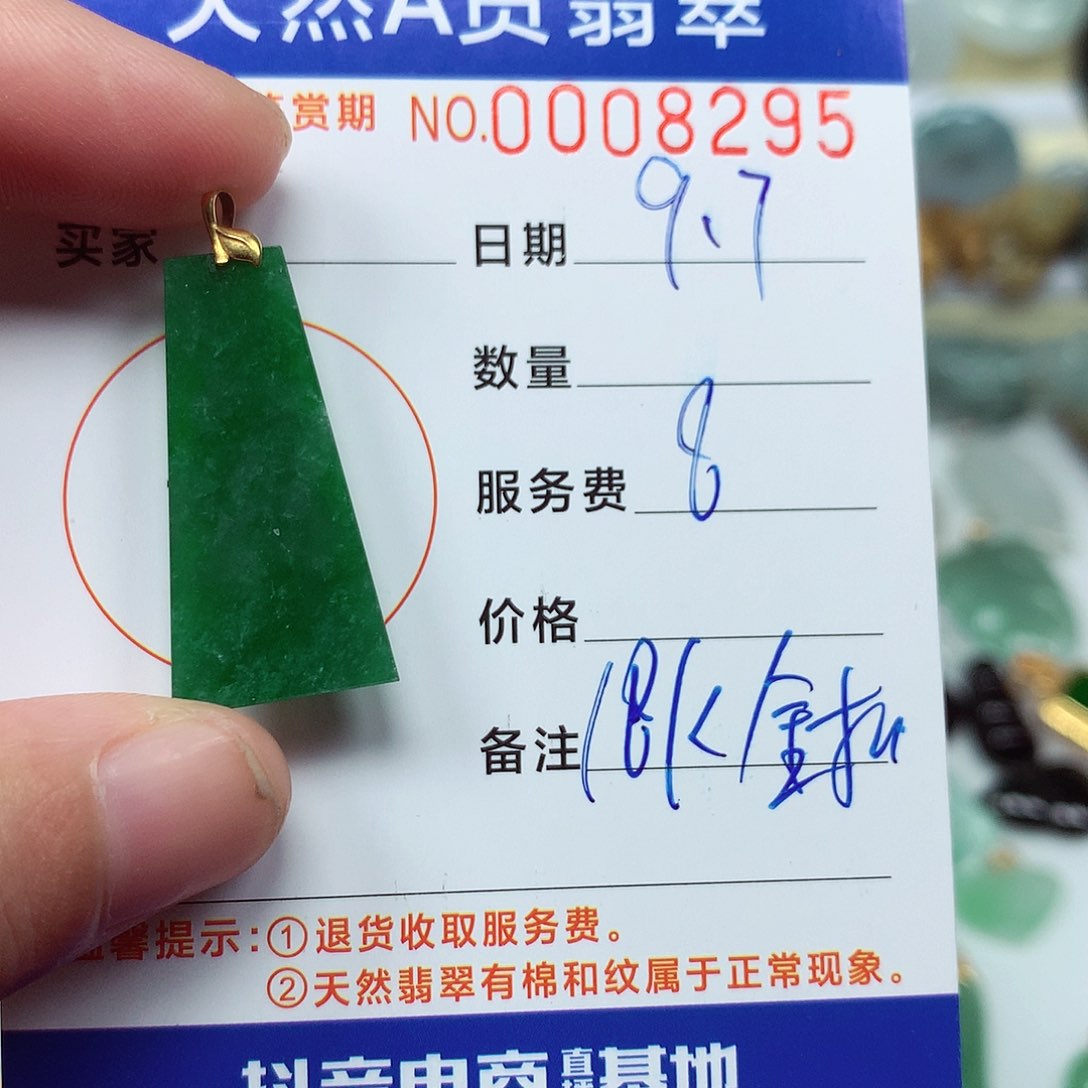 天然A货翡翠
赏期 NO.0008295
买家 日期 9.7
数量
服务费 8
价格
备注 18K金扣
馨提示:①退货收取服务费。
②天然翡翠有棉和纹属于正常现象。
抖音电商直播基地